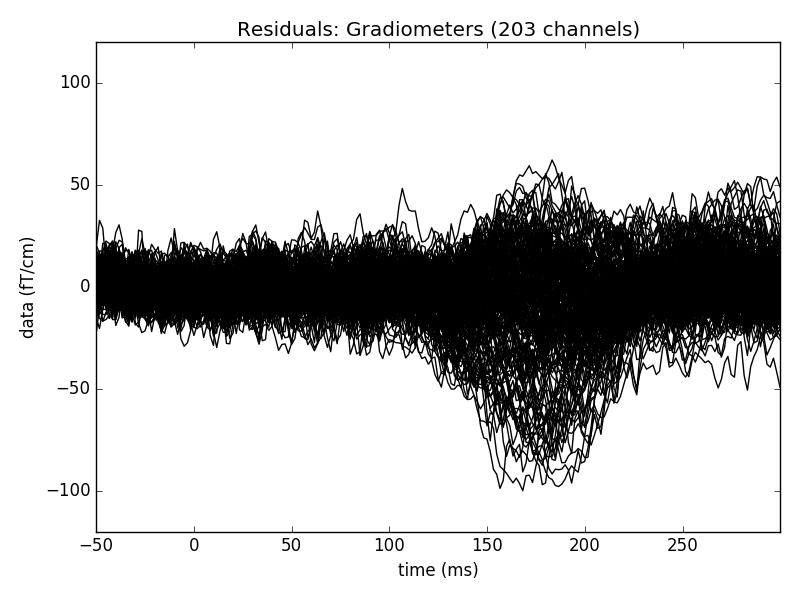 Residuals: Gradiometers (203 channels)
data (fT/cm)
100
50
0
−50
−100
−50 0 50 100 150 200 250
time (ms)